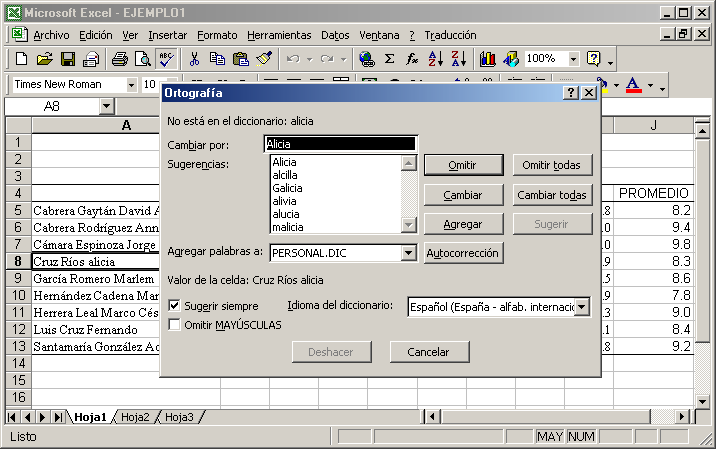 Microsoft Excel - EJEMPLO1
Archivo Edición Ver Insertar Formato Herramientas Datos Ventana ? Traducción
ABC Σ 100% ?
Times New Roman 10 A
A8
Ortografía ?
No está en el diccionario: alicia
Cambiar por: Alicia
Sugerencias:
Alicia
alcilla
Galicia
alivia
alucia
malicia
Omitir Omitir todas
Cambiar Cambiar todas
Agregar Sugerir
Agregar palabras a: PERSONAL.DIC Autocorrección
Valor de la celda: Cruz Ríos alicia
Sugerir siempre Idioma del diccionario: Español (España - alfab. internacio
Omitir MAYÚSCULAS
Deshacer Cancelar
A J
1
2
3
4 PROMEDIO
5 Cabrera Gaytán David A .8 8.2
6 Cabrera Rodríguez Ann .0 9.4
7 Cámara Espinoza Jorge .0 9.8
8 Cruz Ríos alicia .9 8.3
9 García Romero Marlem .5 8.6
10 Hernández Cadena Mar .9 7.8
11 Herrera Leal Marco Cés .3 9.0
12 Luis Cruz Fernando .1 8.4
13 Santamaría González Ad .8 9.2
14
15
16
Hoja1 Hoja2 Hoja3
Listo MAY NUM